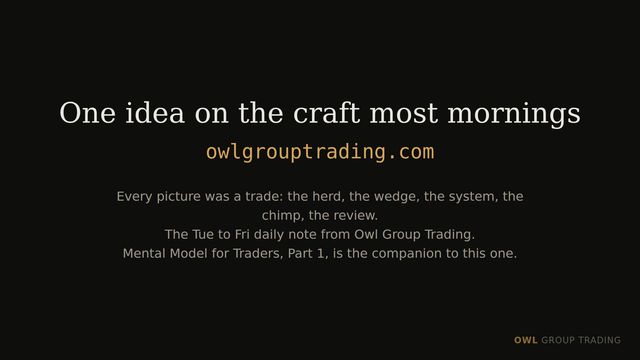 One idea on the craft most mornings
owlgrouptrading.com
Every picture was a trade: the herd, the wedge, the system, the
chimp, the review.
The Tue to Fri daily note from Owl Group Trading.
Mental Model for Traders, Part 1, is the companion to this one.
OWL GROUP TRADING